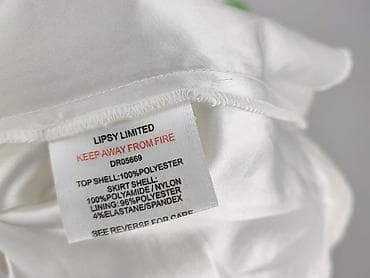 LIPSY LIMITED
KEEP AWAY FROM FIRE
DR05669
TOP SHELL:100%POLYESTER
SKIRT SHELL:
100%POLYAMIDE / NYLON
LINING: 96%POLYESTER
4%ELASTANE/SPANDEX
SEE REVERSE FOR CARE